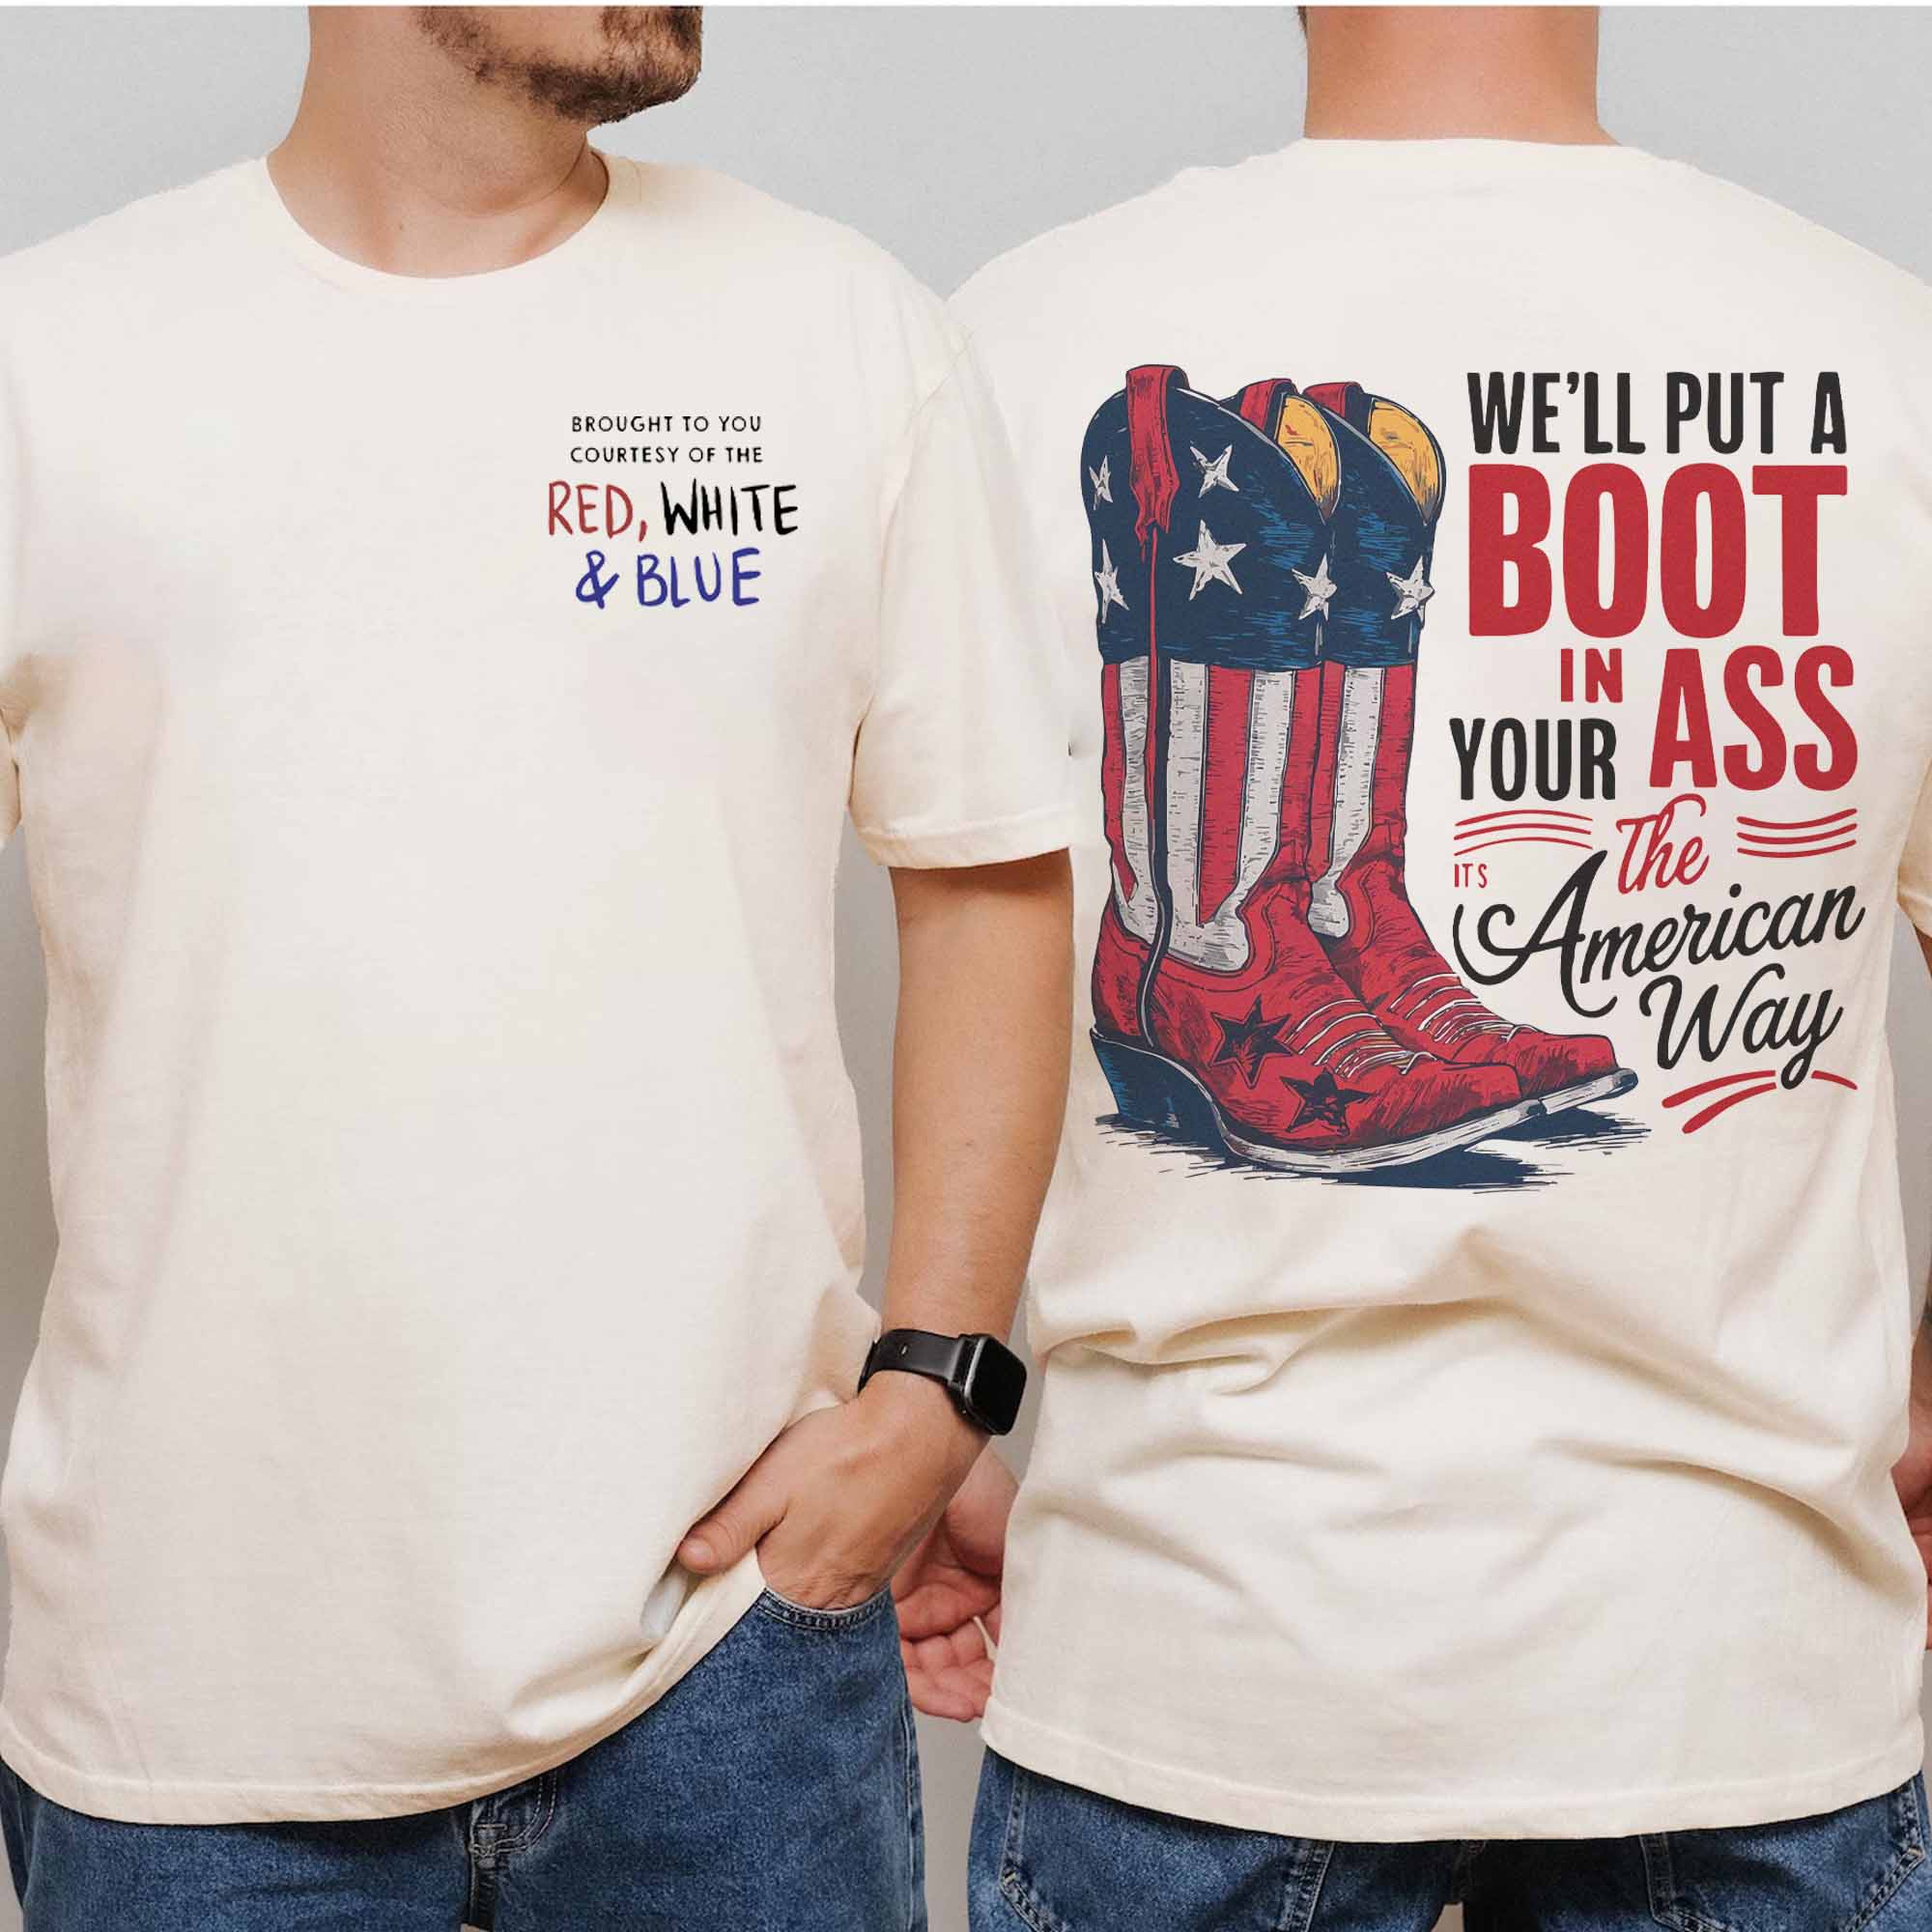 BROUGHT TO YOU
COURTESY OF THE
RED, WHITE
& BLUE
WE'LL PUT A
BOOT
IN
YOUR ASS
ITS The
American
Way